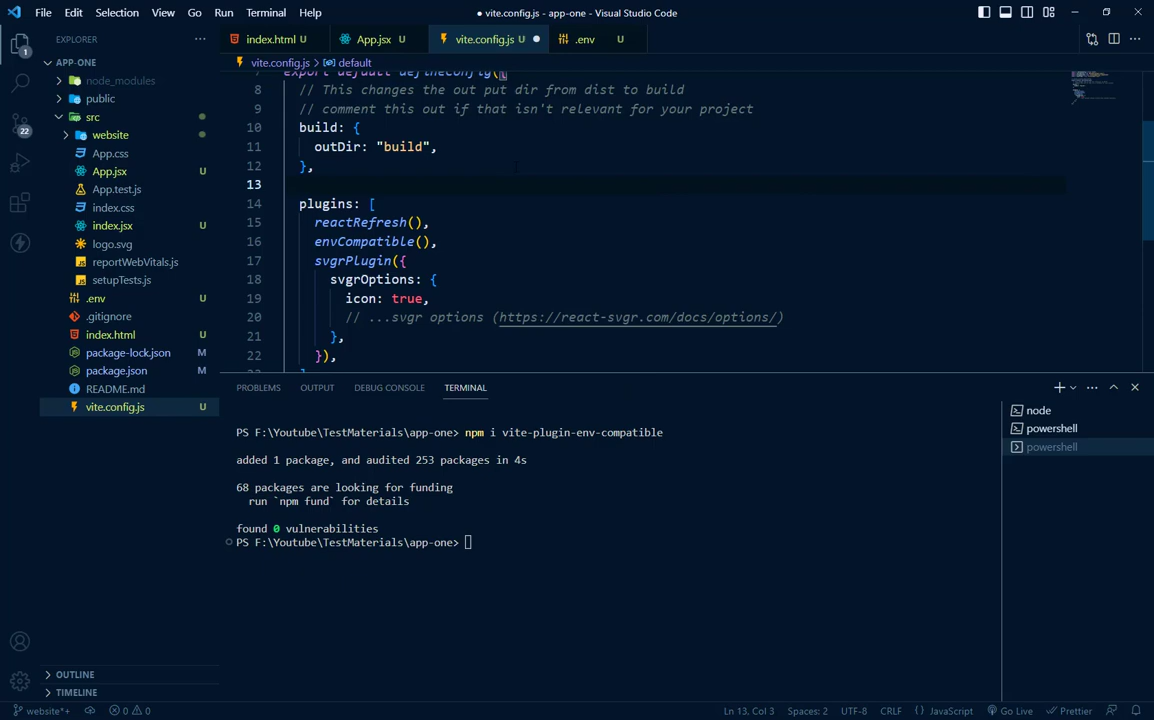 File Edit Selection View Go Run Terminal Help
● vite.config.js - app-one - Visual Studio Code
EXPLORER ...
index.html U
App.jsx U
vite.config.js U ●
.env U
APP-ONE
node_modules
public
src
website
App.css
App.jsx U
App.test.js
index.css
index.jsx U
logo.svg
reportWebVitals.js
setupTests.js
.env U
.gitignore
index.html U
package-lock.json M
package.json M
README.md
vite.config.js U
OUTLINE
TIMELINE
1
22
vite.config.js > default
7 export default defineConfig({
8 // This changes the out put dir from dist to build
9 // comment this out if that isn't relevant for your project
10 build: {
11 outDir: "build",
12 },
13
14 plugins: [
15 reactRefresh(),
16 envCompatible(),
17 svgrPlugin({
18 svgrOptions: {
19 icon: true,
20 // ...svgr options (https://react-svgr.com/docs/options/)
21 },
22 }),
PROBLEMS OUTPUT DEBUG CONSOLE TERMINAL
PS F:\Youtube\TestMaterials\app-one> npm i vite-plugin-env-compatible
added 1 package, and audited 253 packages in 4s
68 packages are looking for funding
run `npm fund` for details
found 0 vulnerabilities
PS F:\Youtube\TestMaterials\app-one>
node
powershell
powershell
website*+ 0 0
Ln 13, Col 3 Spaces: 2 UTF-8 CRLF {} JavaScript Go Live Prettier